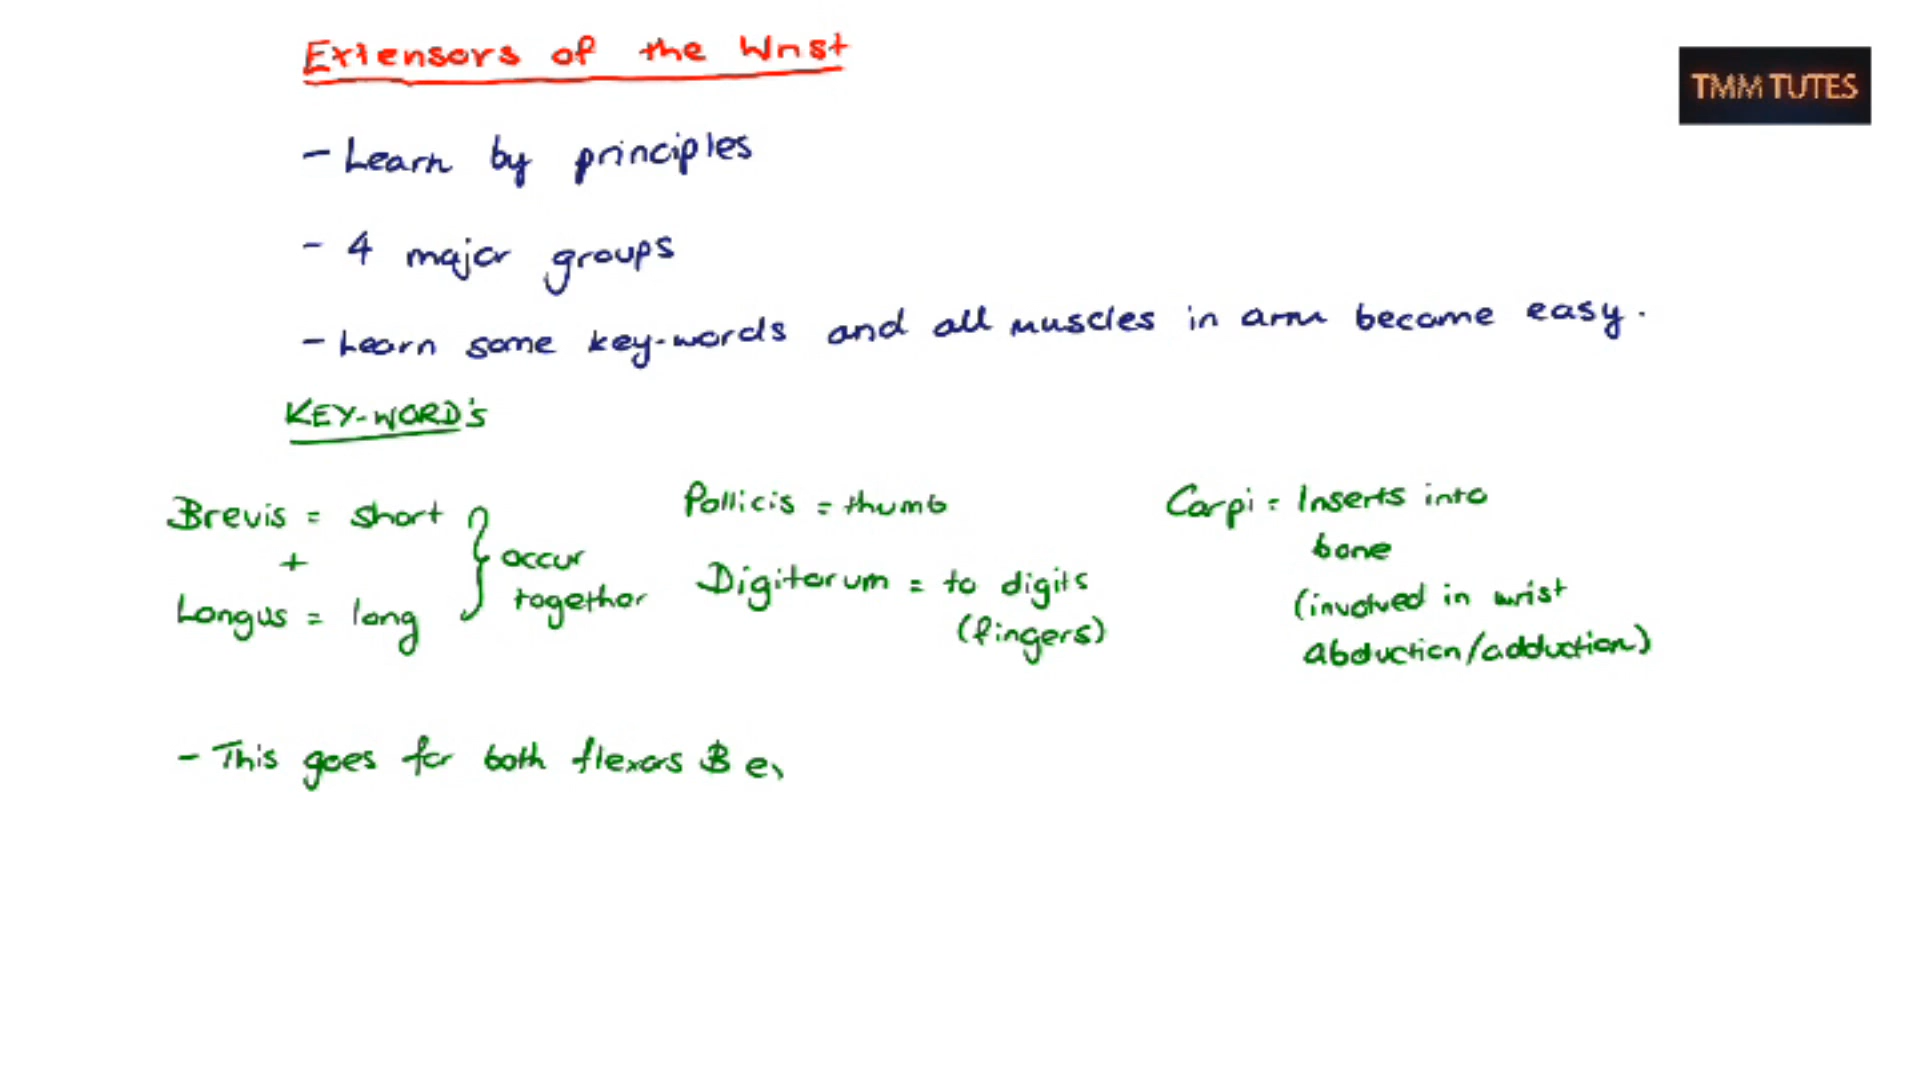 Extensors of the Wrist
TMM TUTES
- Learn by principles
- 4 major groups
- Learn some key-words and all muscles in arm become easy.
KEY-WORD's
Brevis = short
+
Longus = long
occur
together
Pollicis = thumb
Digitorum = to digits
(fingers)
Carpi = Inserts into
bone
(involved in wrist
abduction/adduction)
- This goes for both flexors & e